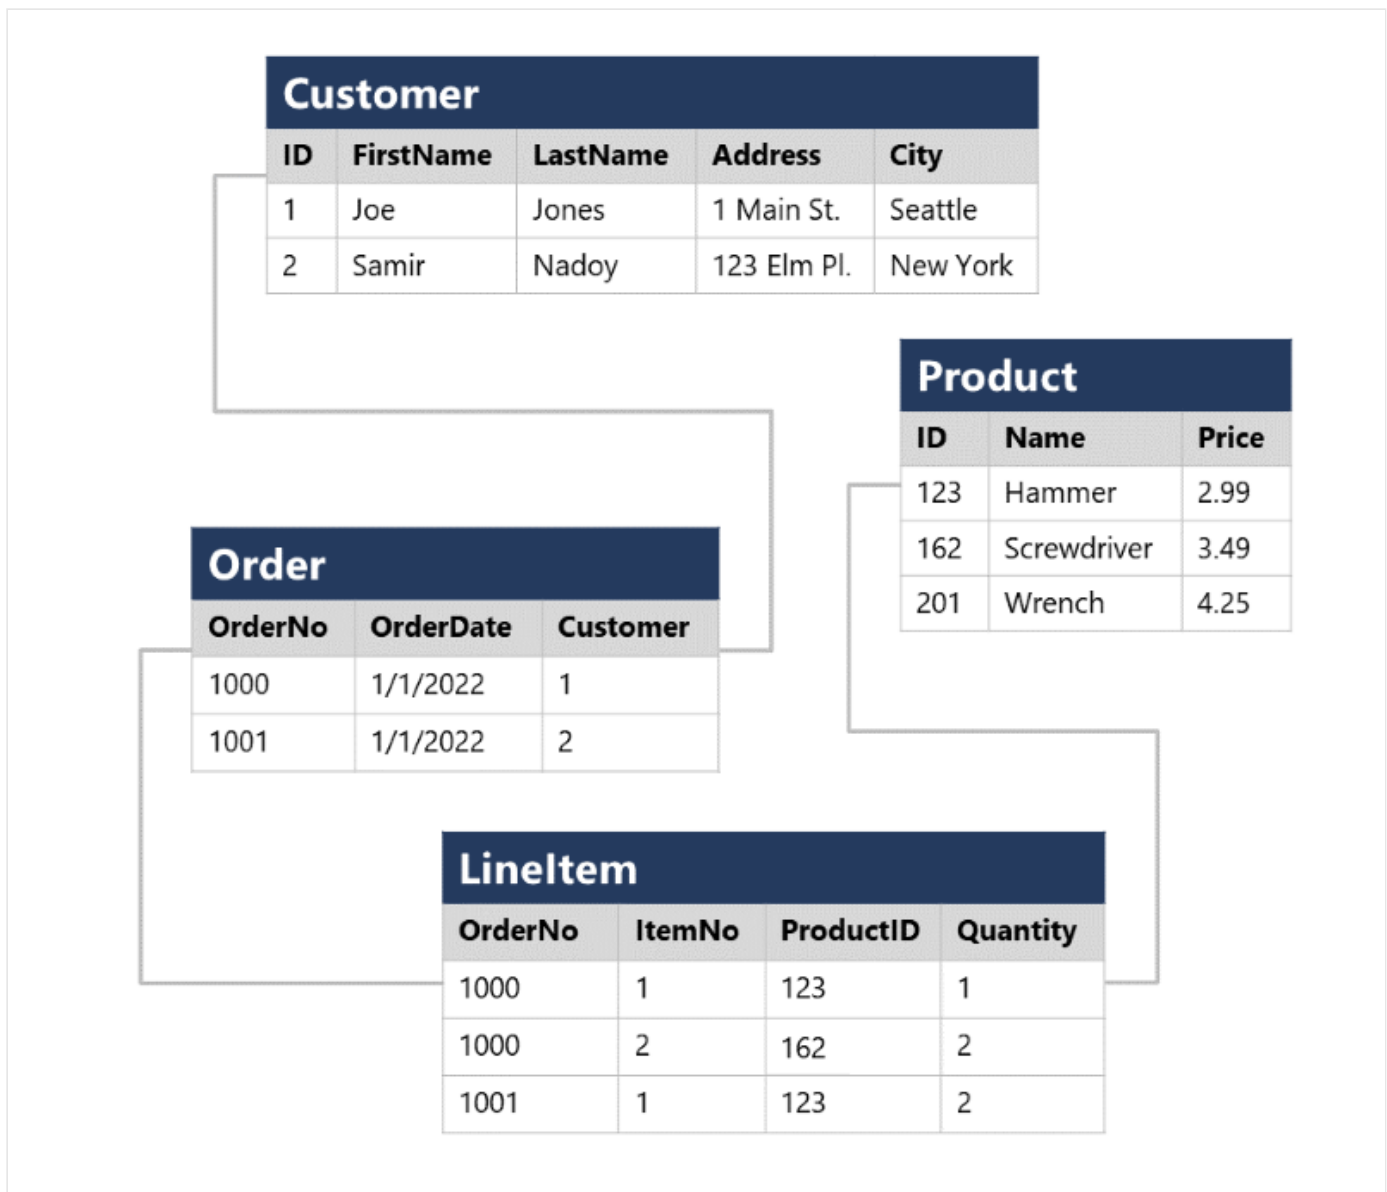 Customer
ID FirstName LastName Address City
1 Joe Jones 1 Main St. Seattle
2 Samir Nadoy 123 Elm Pl. New York
Product
ID Name Price
123 Hammer 2.99
162 Screwdriver 3.49
201 Wrench 4.25
Order
OrderNo OrderDate Customer
1000 1/1/2022 1
1001 1/1/2022 2
LineItem
OrderNo ItemNo ProductID Quantity
1000 1 123 1
1000 2 162 2
1001 1 123 2